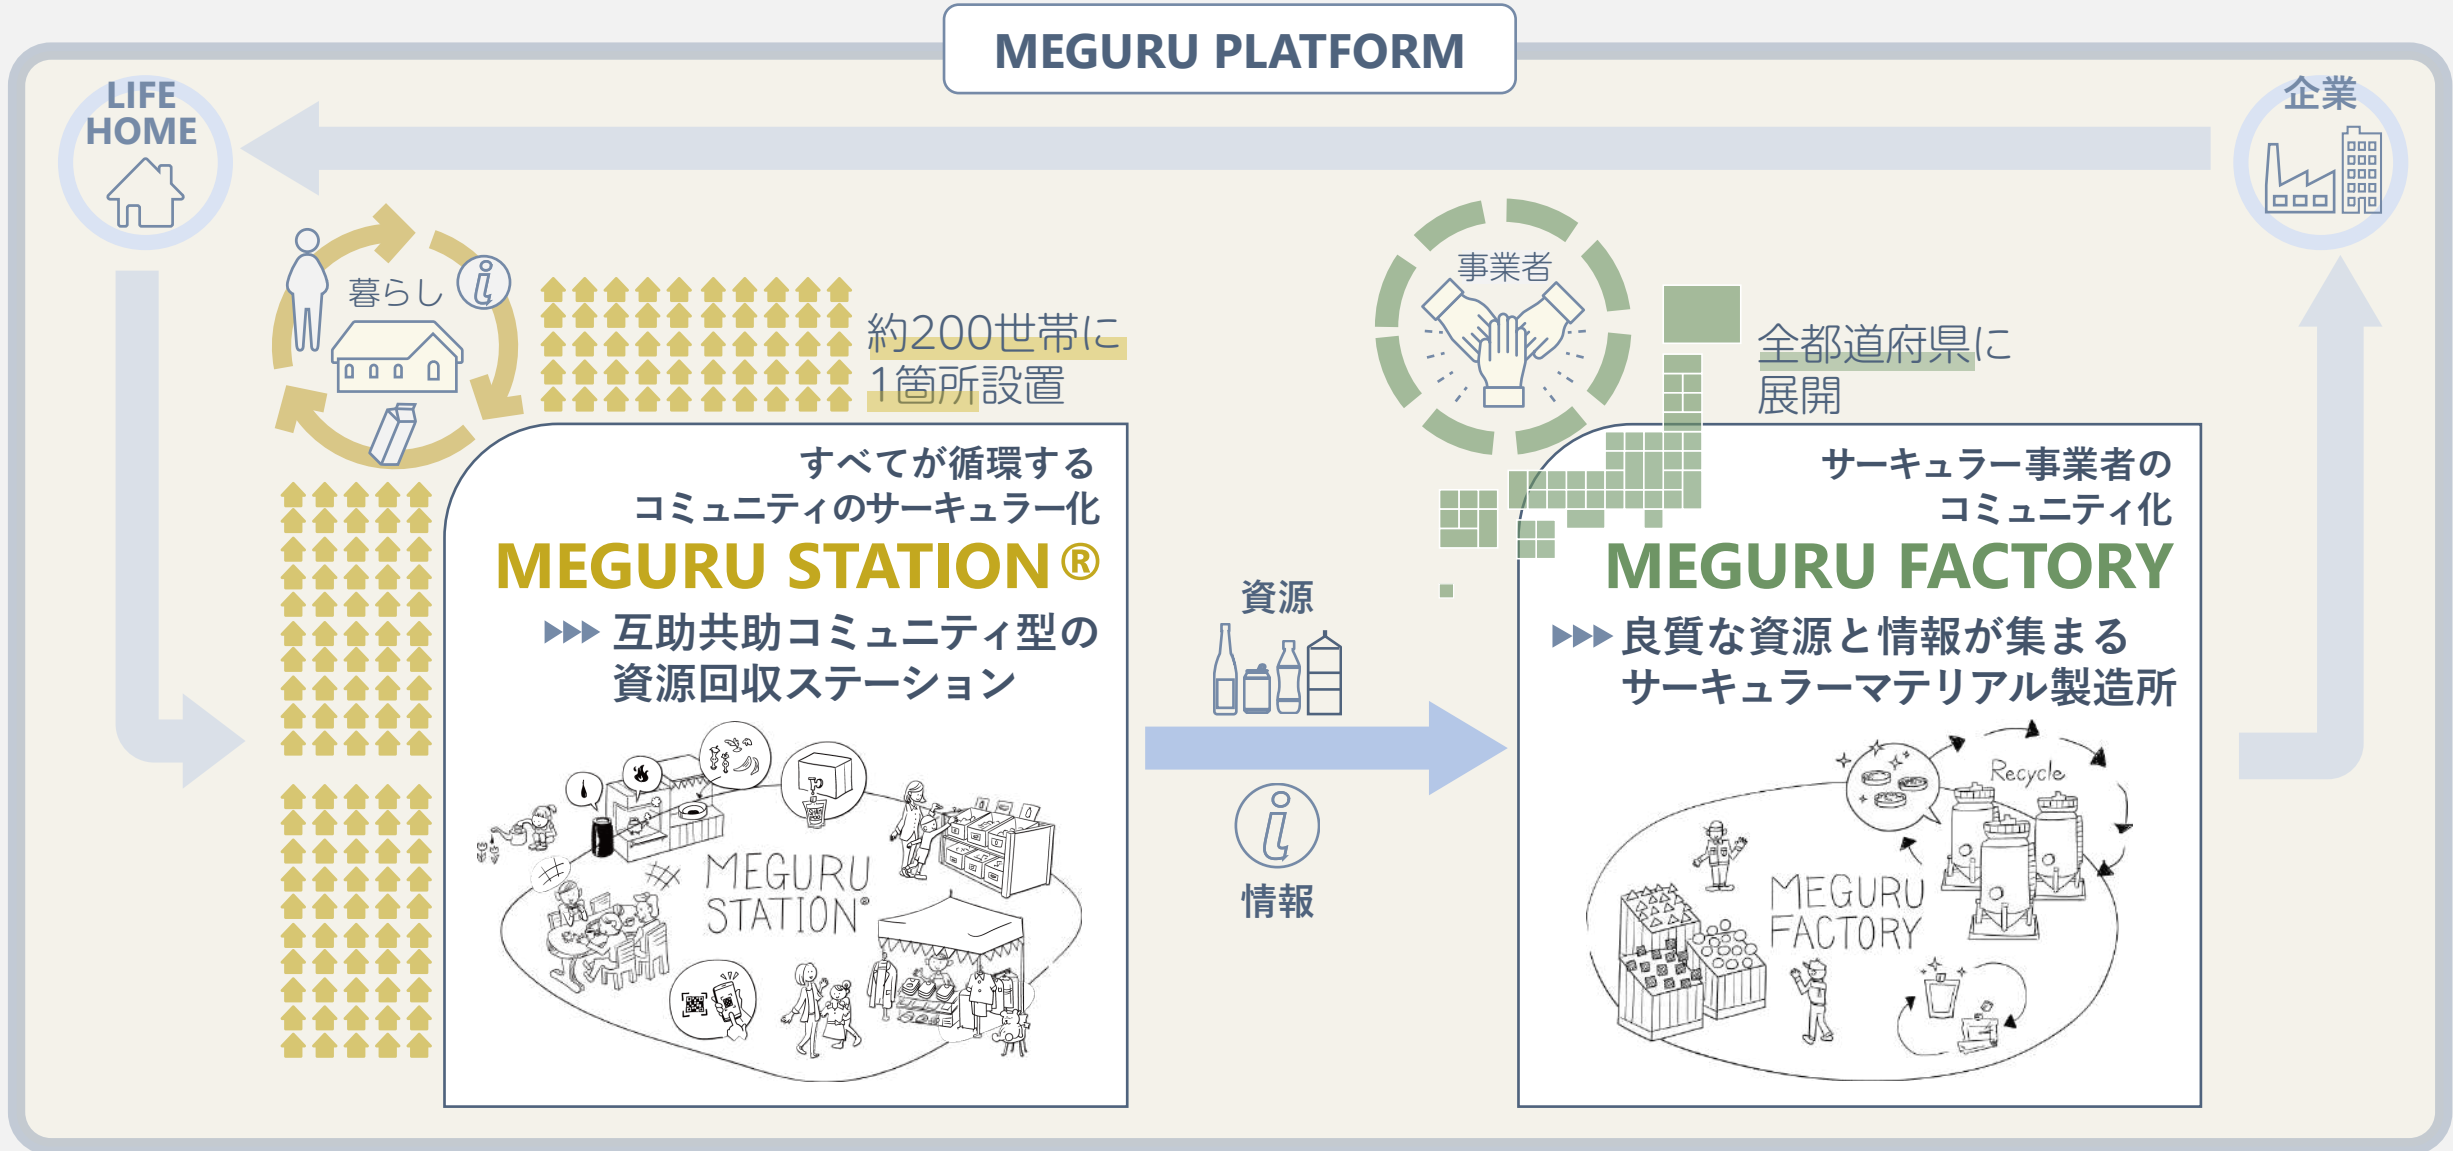 MEGURU PLATFORM
LIFE
HOME
企業
暮らし
約200世帯に
1箇所設置
事業者
全都道府県に
展開
すべてが循環する
コミュニティのサーキュラー化
MEGURU STATION®
互助共助コミュニティ型の
資源回収ステーション
MEGURU
STATION®
資源
情報
サーキュラー事業者の
コミュニティ化
MEGURU FACTORY
良質な資源と情報が集まる
サーキュラーマテリアル製造所
Recycle
MEGURU
FACTORY